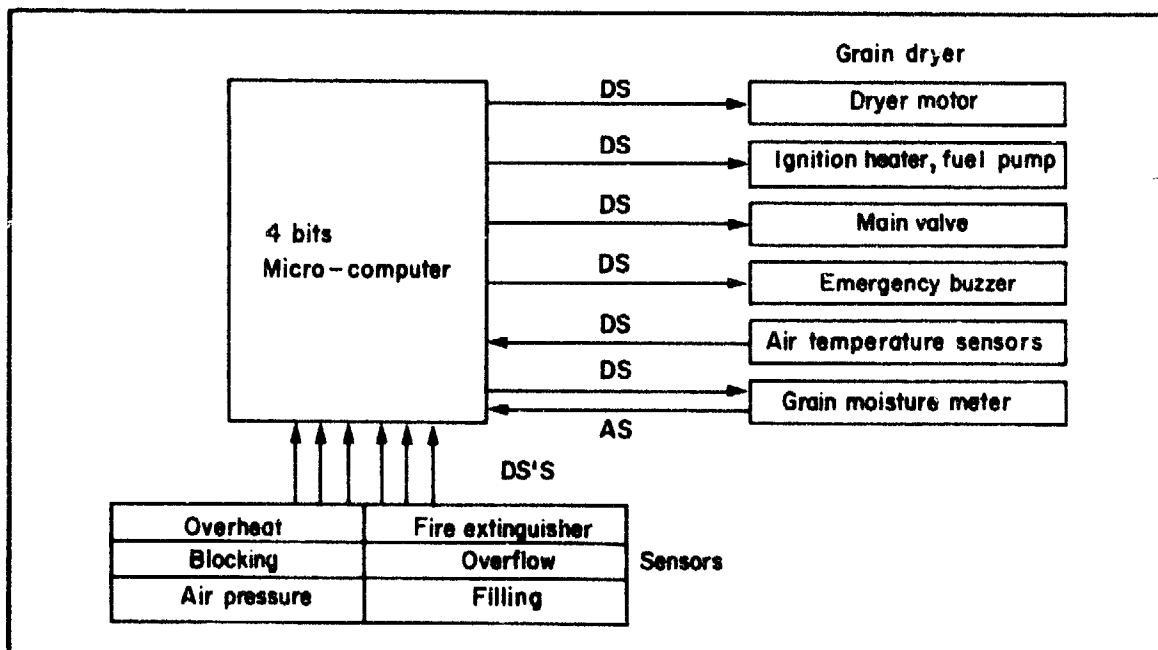 Grain dryer
DS
Dryer motor
DS
Ignition heater, fuel pump
DS
Main valve
4 bits
Micro-computer
DS
Emergency buzzer
DS
Air temperature sensors
DS
Grain moisture meter
AS
DS'S
Overheat
Fire extinguisher
Blocking
Overflow
Sensors
Air pressure
Filling